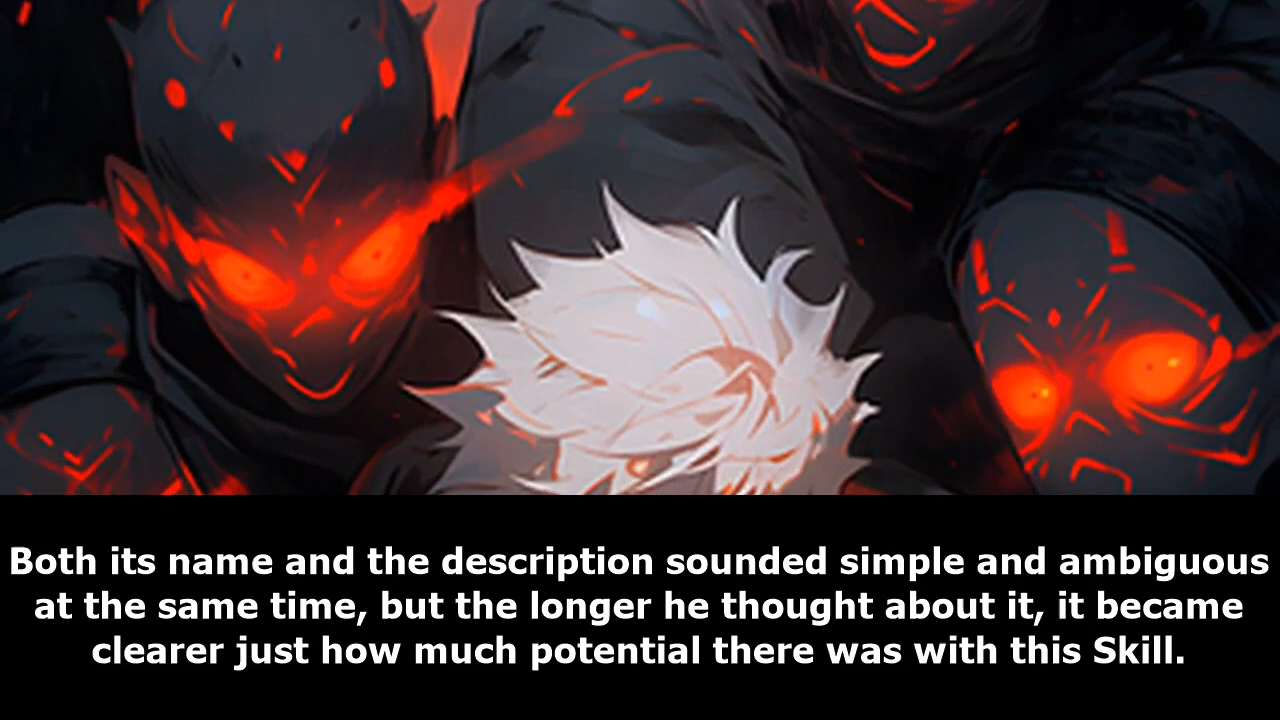 Both its name and the description sounded simple and ambiguous
at the same time, but the longer he thought about it, it became
clearer just how much potential there was with this Skill.